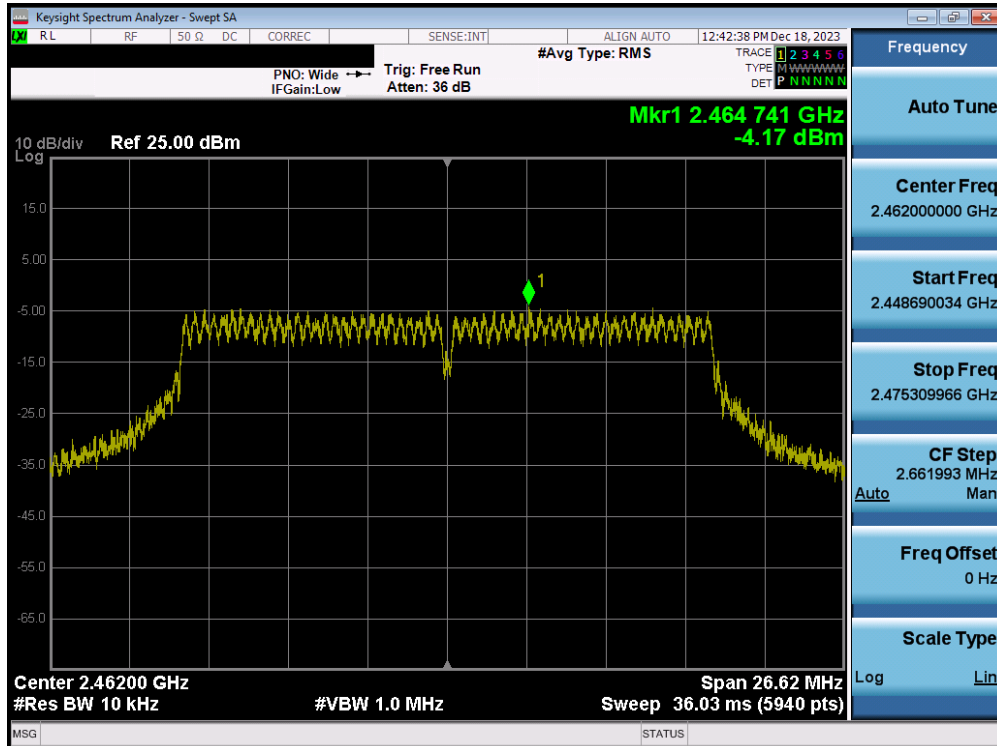 Keysight Spectrum Analyzer - Swept SA
LXI RL RF 50 Ω DC CORREC SENSE:INT ALIGN AUTO 12:42:38 PM Dec 18, 2023
#Avg Type: RMS
TRACE 1 2 3 4 5 6
TYPE M W W W W W
DET P N N N N N
PNO: Wide
IFGain:Low
Trig: Free Run
Atten: 36 dB
Mkr1 2.464 741 GHz
-4.17 dBm
10 dB/div
Log
Ref 25.00 dBm
15.0
5.00
-5.00
-15.0
-25.0
-35.0
-45.0
-55.0
-65.0
1
Center 2.46200 GHz
#Res BW 10 kHz
#VBW 1.0 MHz
Span 26.62 MHz
Sweep 36.03 ms (5940 pts)
MSG
STATUS
Frequency
Auto Tune
Center Freq
2.462000000 GHz
Start Freq
2.448690034 GHz
Stop Freq
2.475309966 GHz
CF Step
2.661993 MHz
Auto Man
Freq Offset
0 Hz
Scale Type
Log Lin